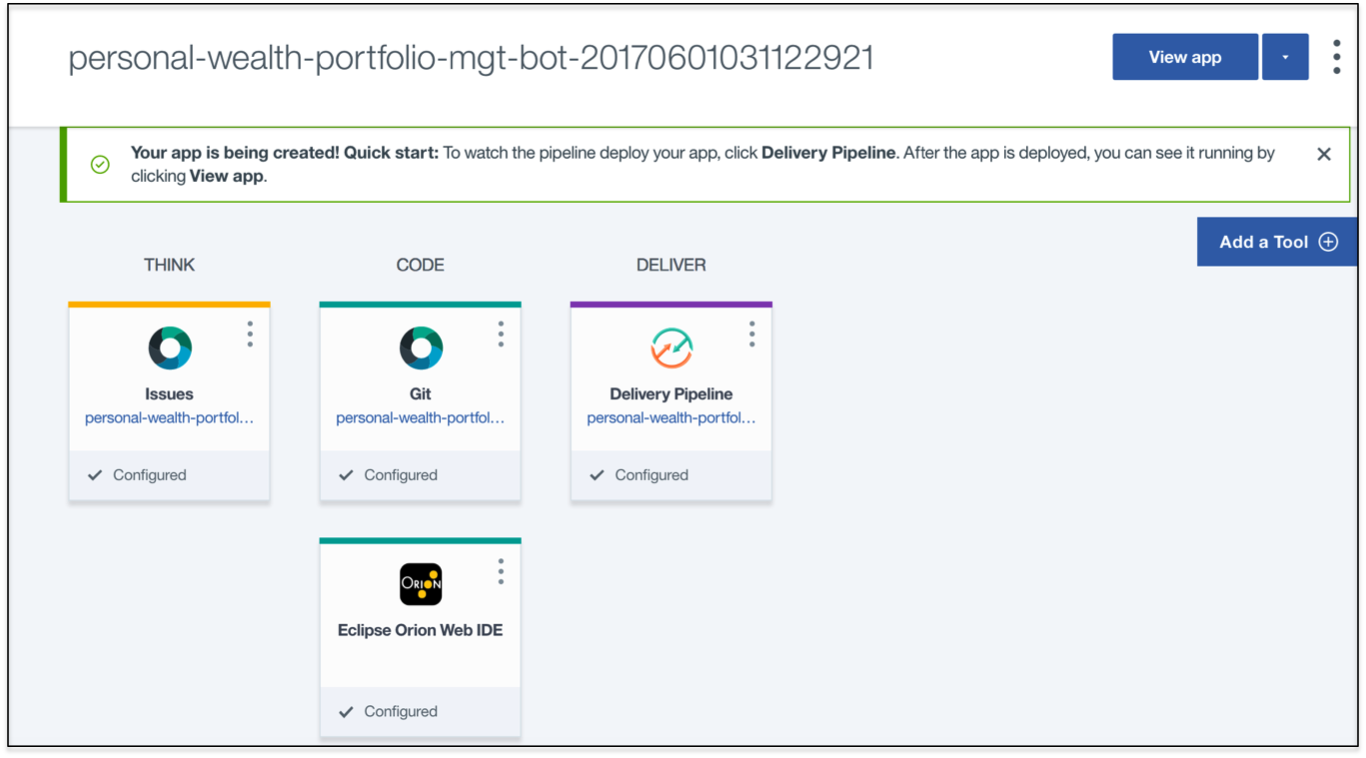 personal-wealth-portfolio-mgt-bot-20170601031122921
View app
Your app is being created! Quick start: To watch the pipeline deploy your app, click Delivery Pipeline. After the app is deployed, you can see it running by
clicking View app.
Add a Tool
THINK
CODE
DELIVER
Issues
personal-wealth-portfol...
Configured
Git
personal-wealth-portfol...
Configured
Delivery Pipeline
personal-wealth-portfol...
Configured
ORION
Eclipse Orion Web IDE
Configured